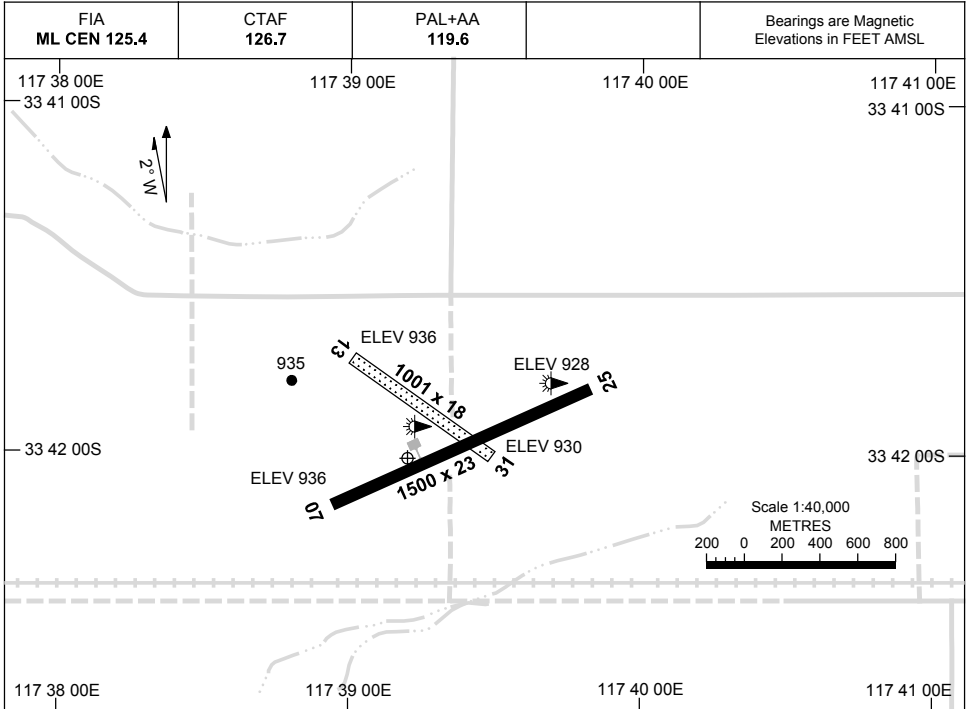 FIA
ML CEN 125.4
CTAF
126.7
PAL+AA
119.6
Bearings are Magnetic
Elevations in FEET AMSL
117 38 00E
117 39 00E
117 40 00E
117 41 00E
33 41 00S
33 41 00S
2° W
13
ELEV 936
935
1001 x 18
ELEV 928
25
33 42 00S
ELEV 930
33 42 00S
ELEV 936
1500 x 23
31
07
Scale 1:40,000
METRES
200 0 200 400 600 800
117 38 00E
117 39 00E
117 40 00E
117 41 00E